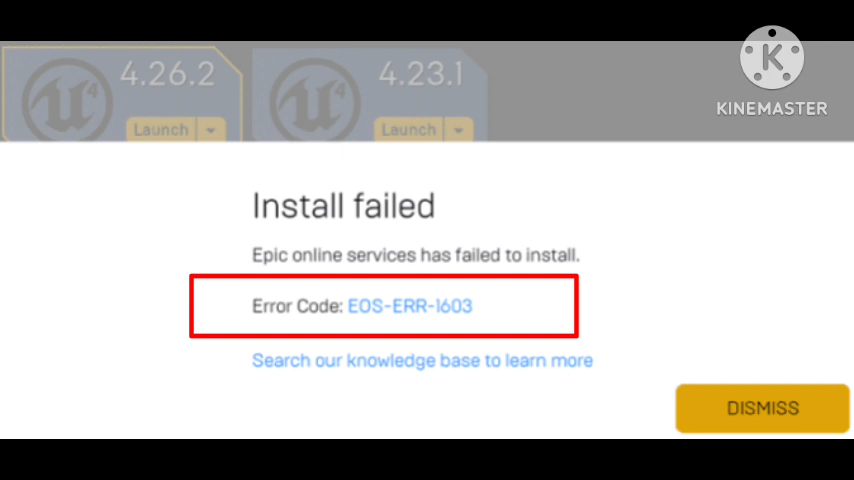 4.26.2
4.23.1
Launch
Launch
K
KINEMASTER
Install failed
Epic online services has failed to install.
Error Code: EOS-ERR-1603
Search our knowledge base to learn more
DISMISS